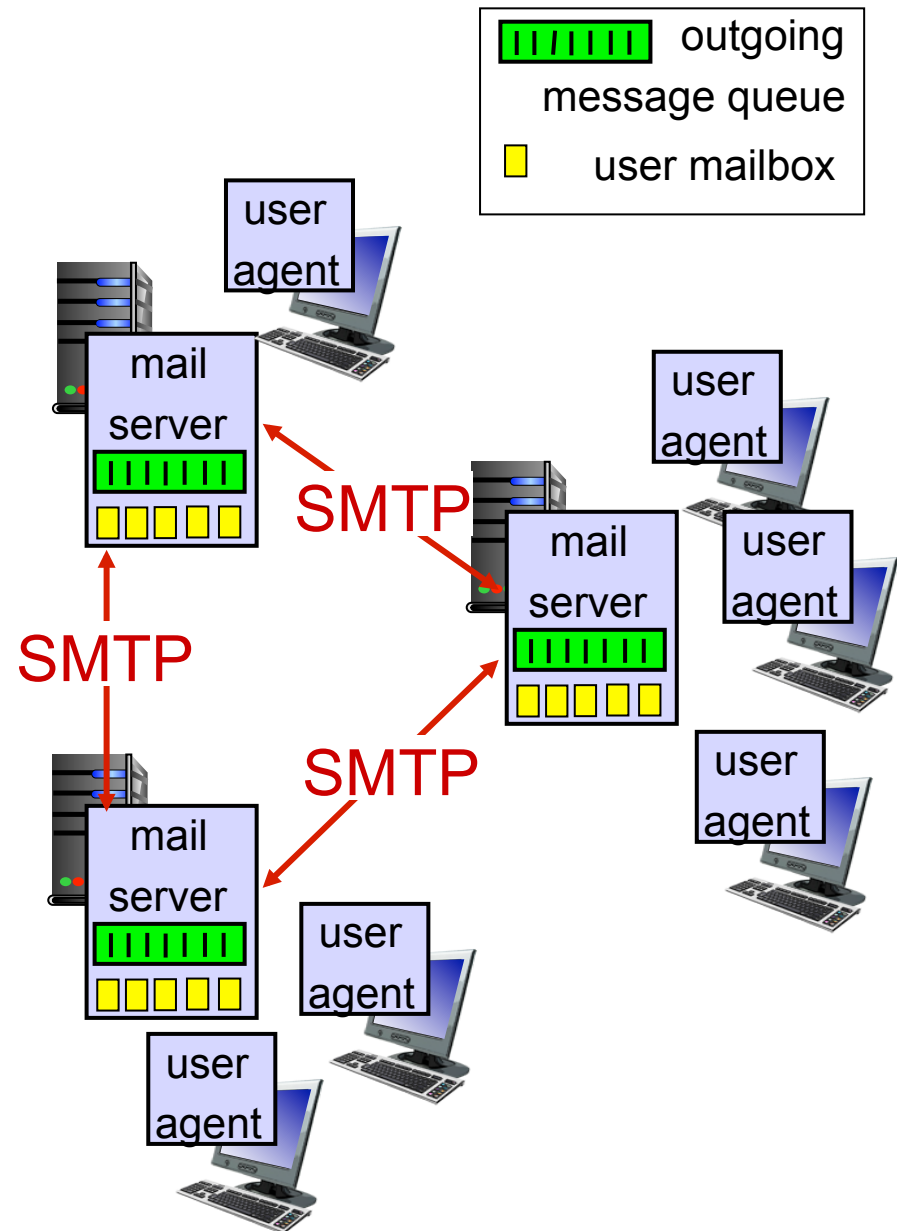 outgoing
message queue
user mailbox
user
agent
mail
server
SMTP
user
agent
mail
server
user
agent
SMTP
SMTP
user
agent
mail
server
user
agent
user
agent